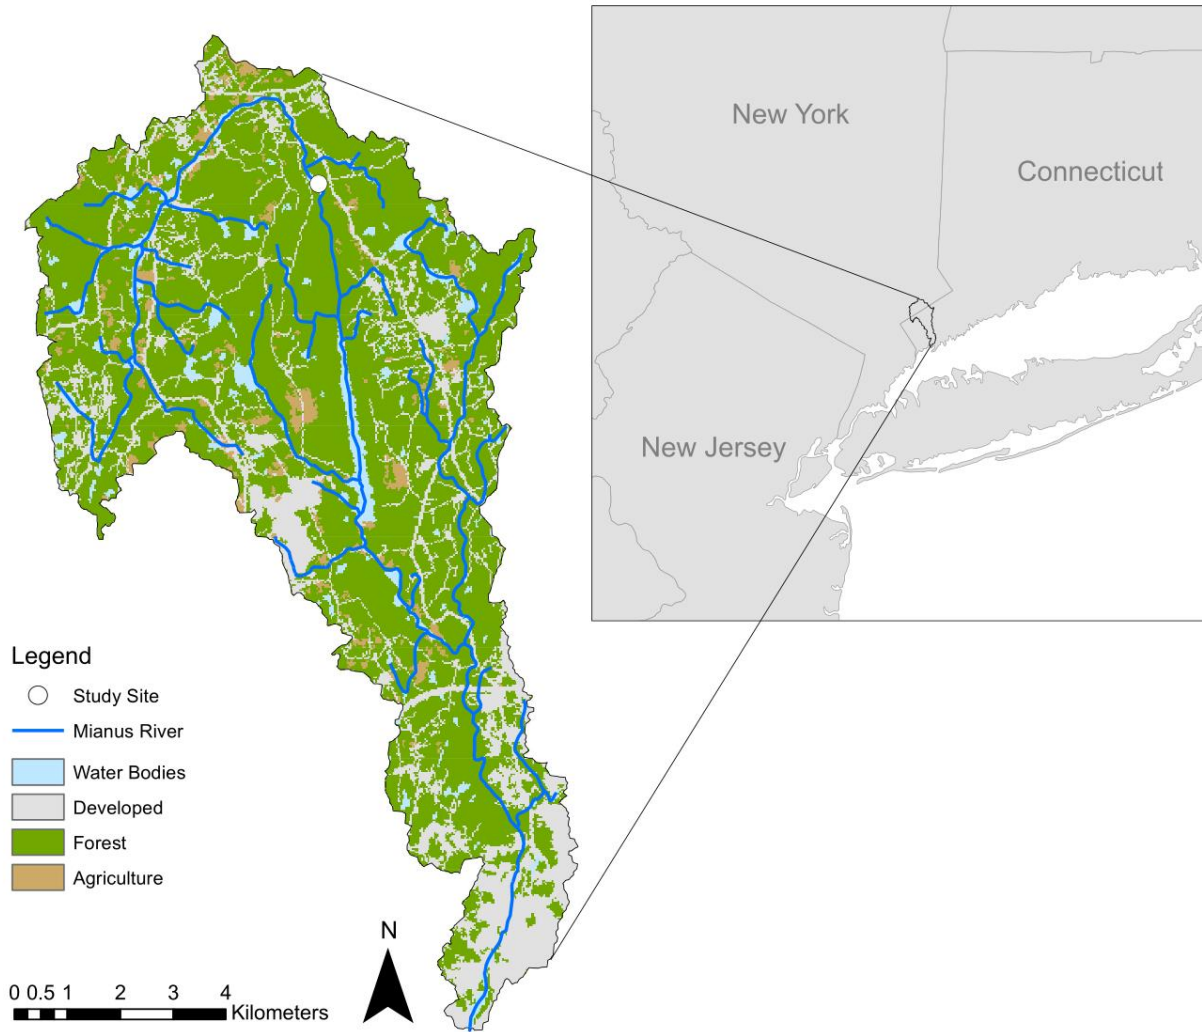 New York
Connecticut
New Jersey
Legend
Study Site
Mianus River
Water Bodies
Developed
Forest
Agriculture
N
0 0.5 1 2 3 4
Kilometers